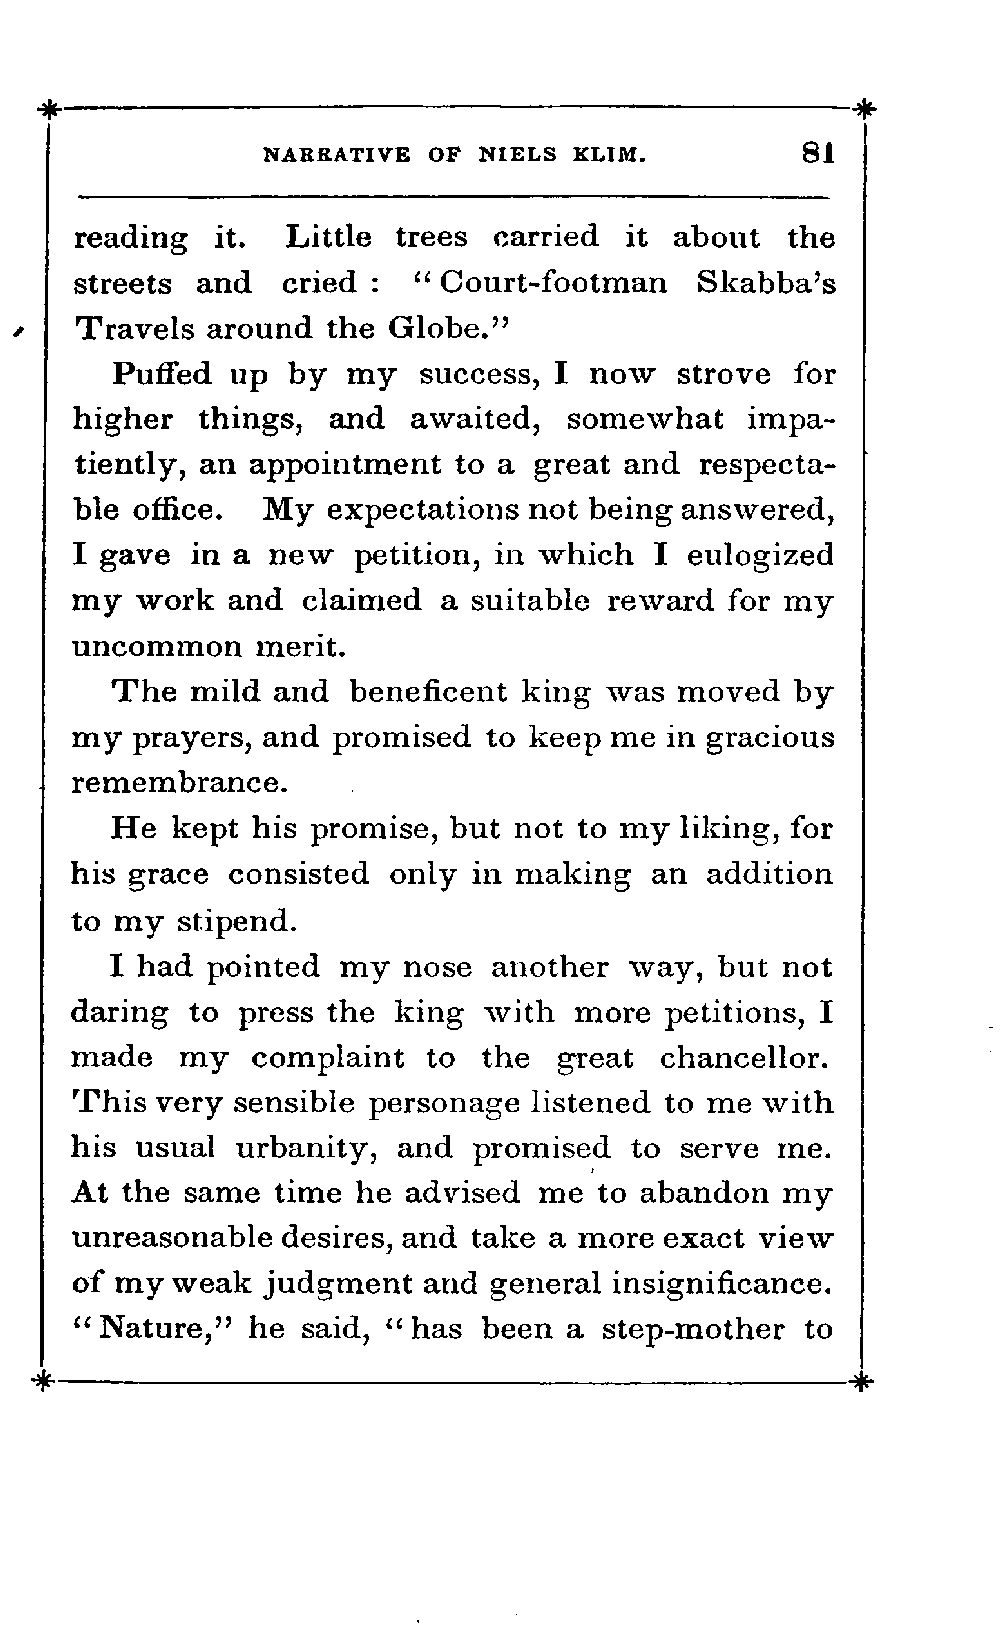 NARRATIVE OF NIELS KLIM. 81
reading it. Little trees carried it about the
streets and cried : “ Court-footman Skabba’s
Travels around the Globe.”
Puffed up by my success, I now strove for
higher things, and awaited, somewhat impa-
tiently, an appointment to a great and respecta-
ble office. My expectations not being answered,
I gave in a new petition, in which I eulogized
my work and claimed a suitable reward for my
uncommon merit.
The mild and beneficent king was moved by
my prayers, and promised to keep me in gracious
remembrance.
He kept his promise, but not to my liking, for
his grace consisted only in making an addition
to my stipend.
I had pointed my nose another way, but not
daring to press the king with more petitions, I
made my complaint to the great chancellor.
This very sensible personage listened to me with
his usual urbanity, and promised to serve me.
At the same time he advised me to abandon my
unreasonable desires, and take a more exact view
of my weak judgment and general insignificance.
“ Nature,” he said, “ has been a step-mother to